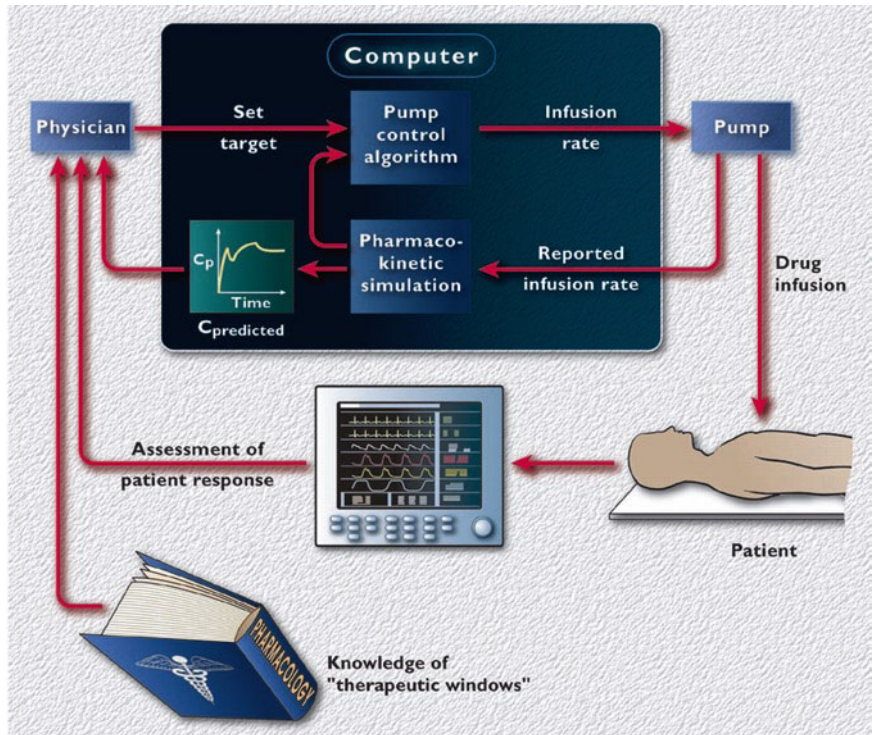 Computer
Physician
Set
target
Pump
control
algorithm
Infusion
rate
Pump
Cp
Time
Cpredicted
Pharmaco-
kinetic
simulation
Reported
infusion rate
Drug
infusion
Assessment of
patient response
Patient
PHARMACOLOGY
Knowledge of
"therapeutic windows"